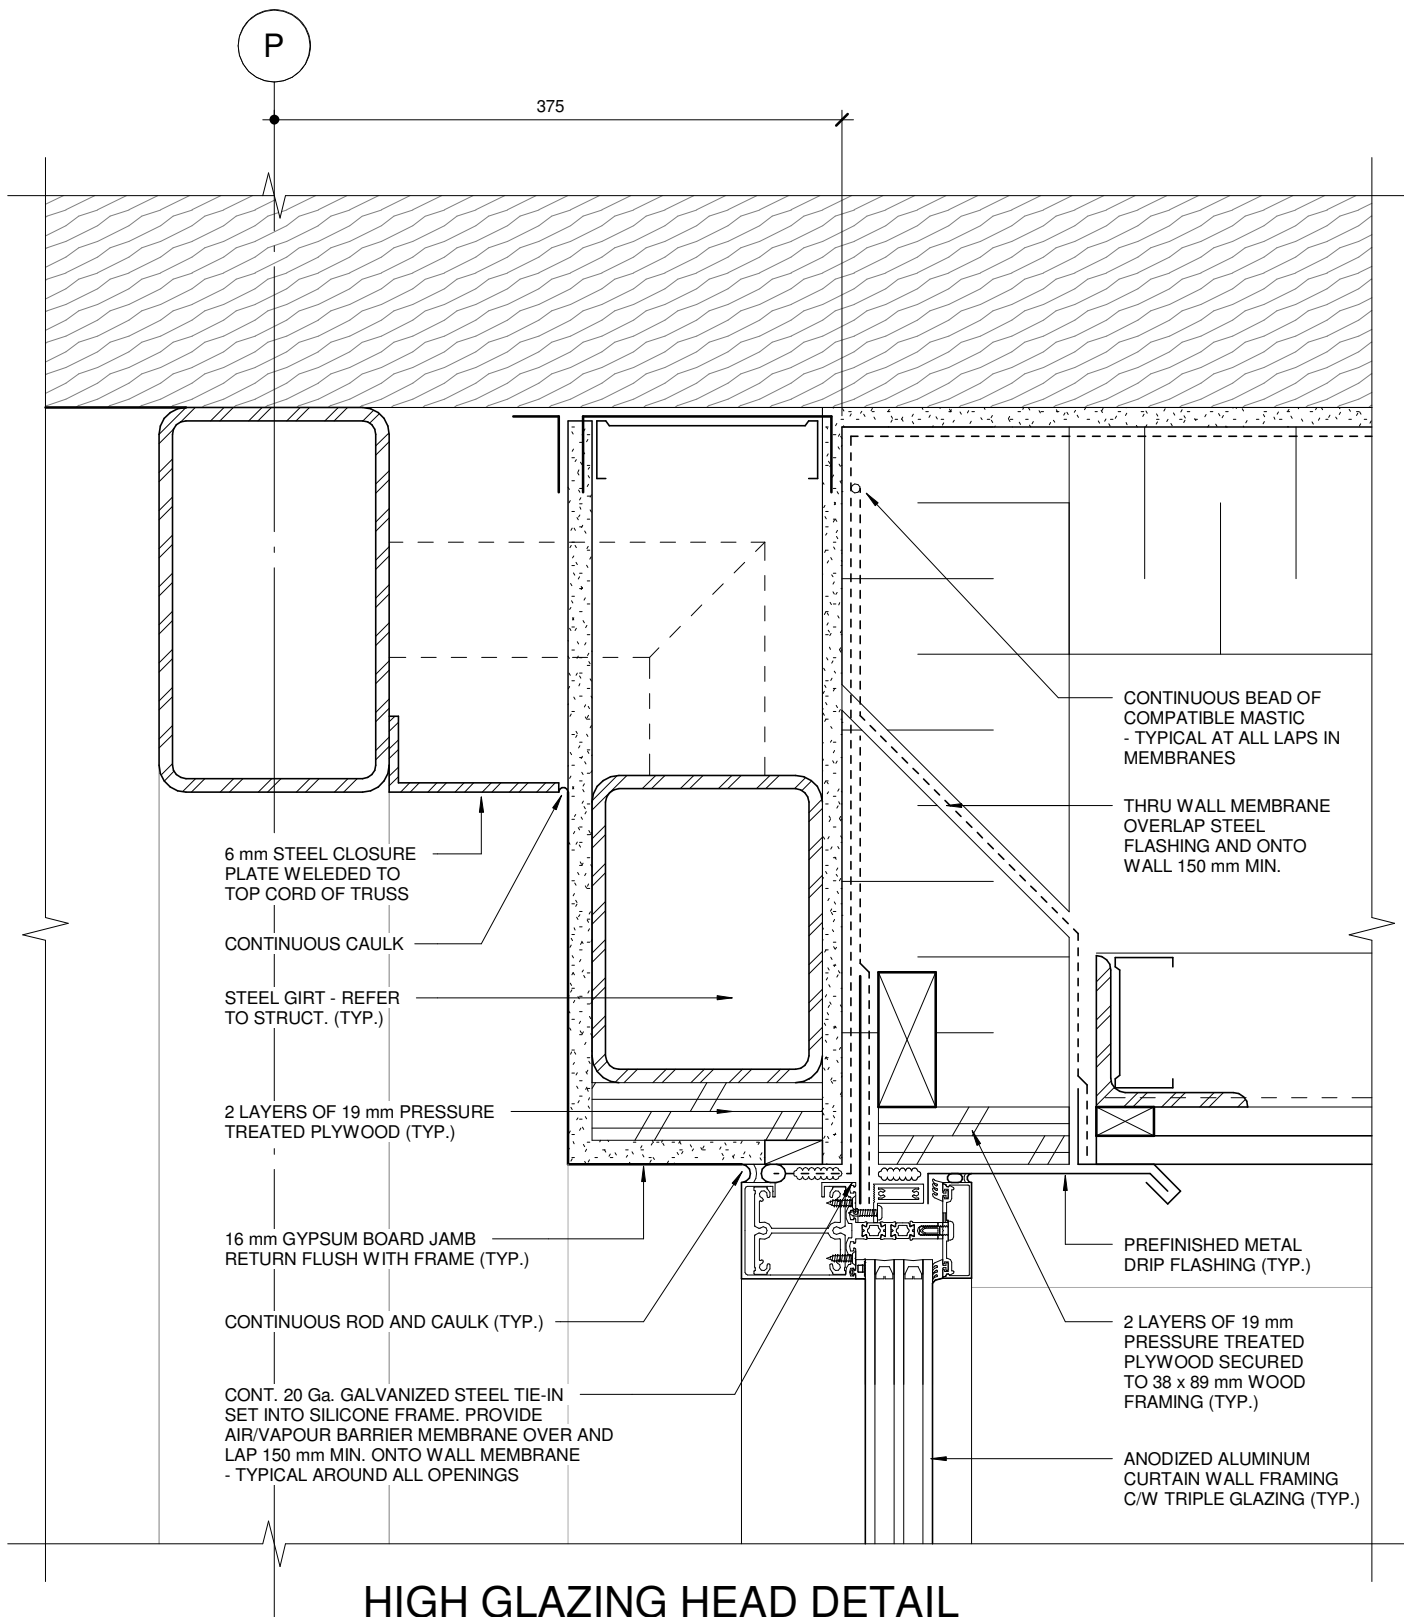 P
375
CONTINUOUS BEAD OF
COMPATIBLE MASTIC
- TYPICAL AT ALL LAPS IN
MEMBRANES
THRU WALL MEMBRANE
OVERLAP STEEL
FLASHING AND ONTO
WALL 150 mm MIN.
6 mm STEEL CLOSURE
PLATE WELEDED TO
TOP CORD OF TRUSS
CONTINUOUS CAULK
STEEL GIRT - REFER
TO STRUCT. (TYP.)
2 LAYERS OF 19 mm PRESSURE
TREATED PLYWOOD (TYP.)
16 mm GYPSUM BOARD JAMB
RETURN FLUSH WITH FRAME (TYP.)
CONTINUOUS ROD AND CAULK (TYP.)
CONT. 20 Ga. GALVANIZED STEEL TIE-IN
SET INTO SILICONE FRAME. PROVIDE
AIR/VAPOUR BARRIER MEMBRANE OVER AND
LAP 150 mm MIN. ONTO WALL MEMBRANE
- TYPICAL AROUND ALL OPENINGS
PREFINISHED METAL
DRIP FLASHING (TYP.)
2 LAYERS OF 19 mm
PRESSURE TREATED
PLYWOOD SECURED
TO 38 x 89 mm WOOD
FRAMING (TYP.)
ANODIZED ALUMINUM
CURTAIN WALL FRAMING
C/W TRIPLE GLAZING (TYP.)
HIGH GLAZING HEAD DETAIL